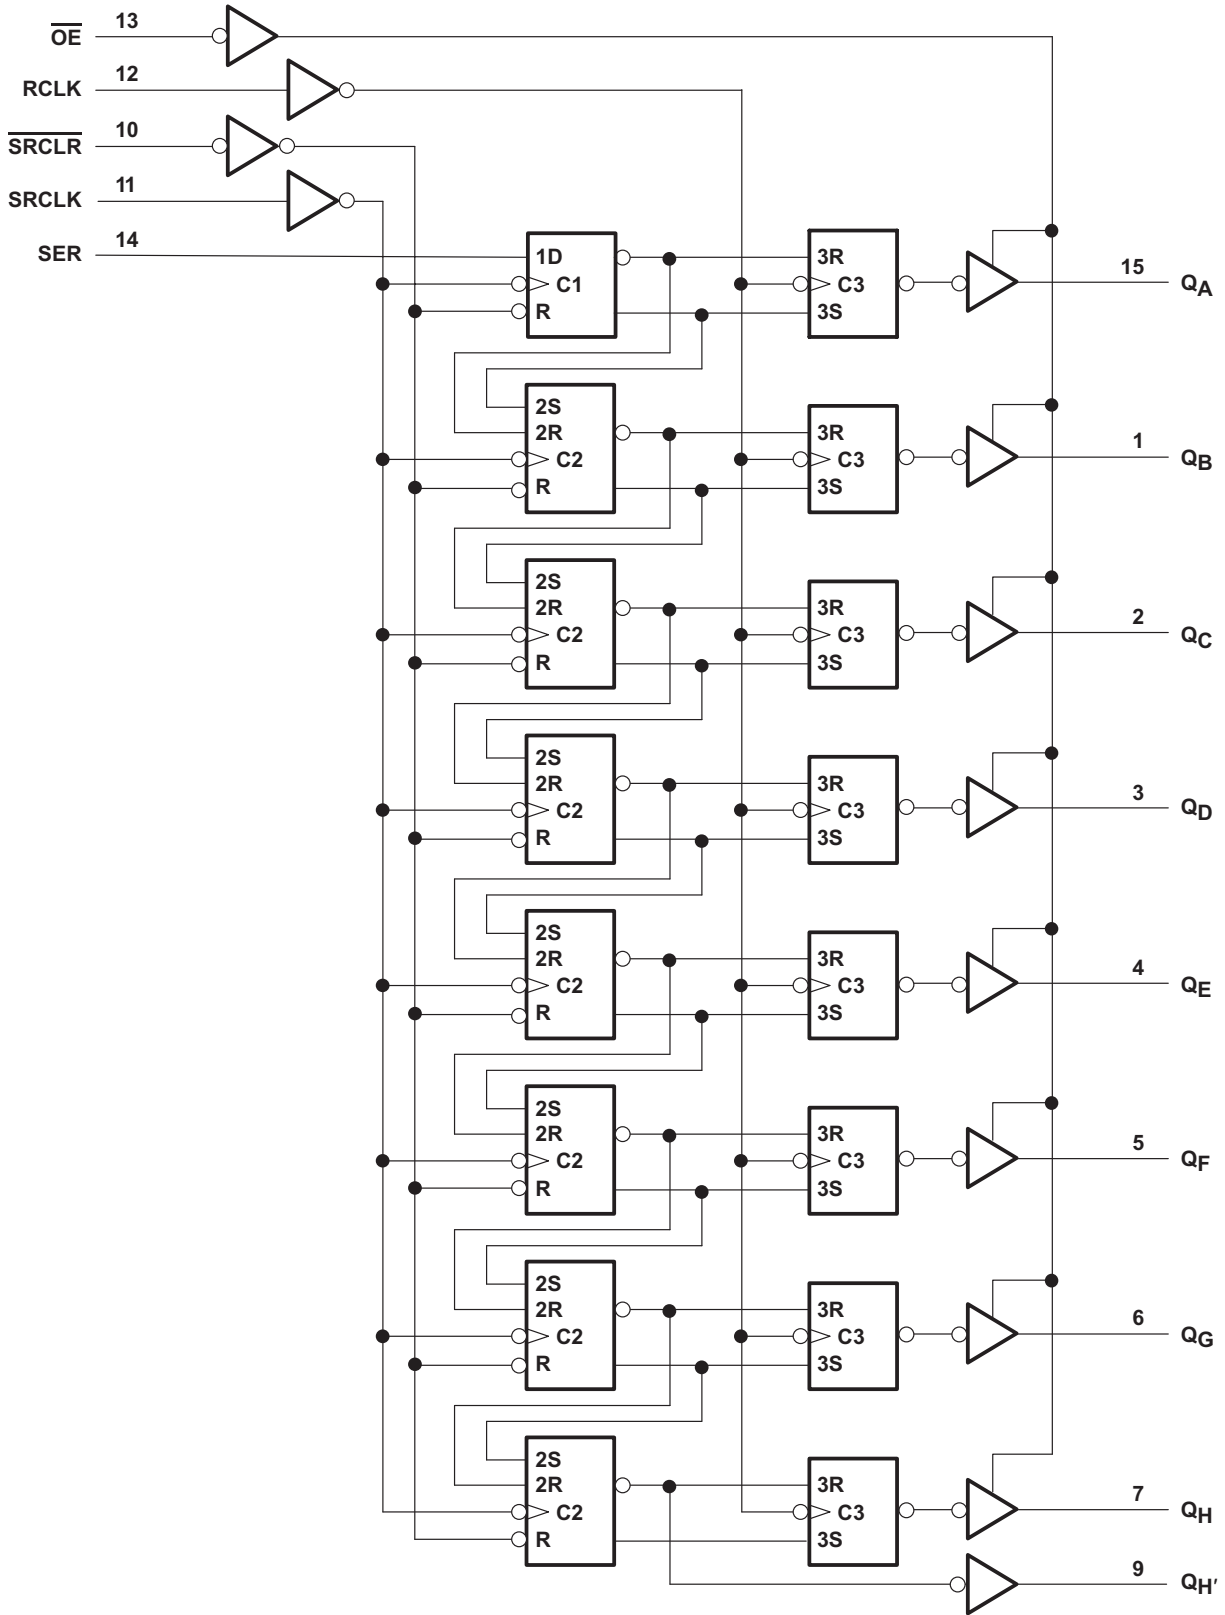 13
OE
12
RCLK
10
SRCLR
11
SRCLK
14
SER
1D
C1
R
3R
C3
3S
15
QA
2S
2R
C2
R
3R
C3
3S
1
QB
2S
2R
C2
R
3R
C3
3S
2
QC
2S
2R
C2
R
3R
C3
3S
3
QD
2S
2R
C2
R
3R
C3
3S
4
QE
2S
2R
C2
R
3R
C3
3S
5
QF
2S
2R
C2
R
3R
C3
3S
6
QG
2S
2R
C2
R
3R
C3
3S
7
QH
9
QH′